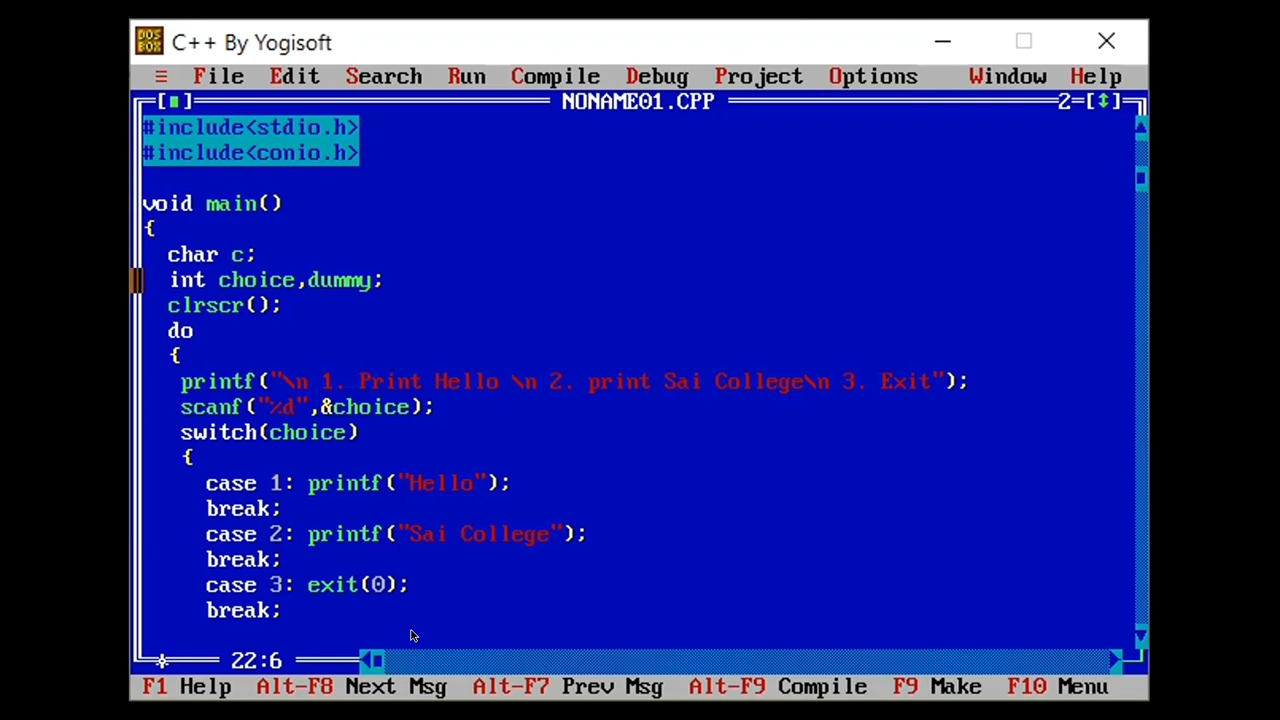 DOS BOX C++ By Yogisoft
≡ File Edit Search Run Compile Debug Project Options Window Help
[■] NONAME01.CPP 2=[↕]
#include<stdio.h>
#include<conio.h>
void main()
{
char c;
int choice,dummy;
clrscr();
do
{
printf("\n 1. Print Hello \n 2. print Sai College\n 3. Exit");
scanf("%d",&choice);
switch(choice)
{
case 1: printf("Hello");
break;
case 2: printf("Sai College");
break;
case 3: exit(0);
break;
22:6
F1 Help Alt-F8 Next Msg Alt-F7 Prev Msg Alt-F9 Compile F9 Make F10 Menu